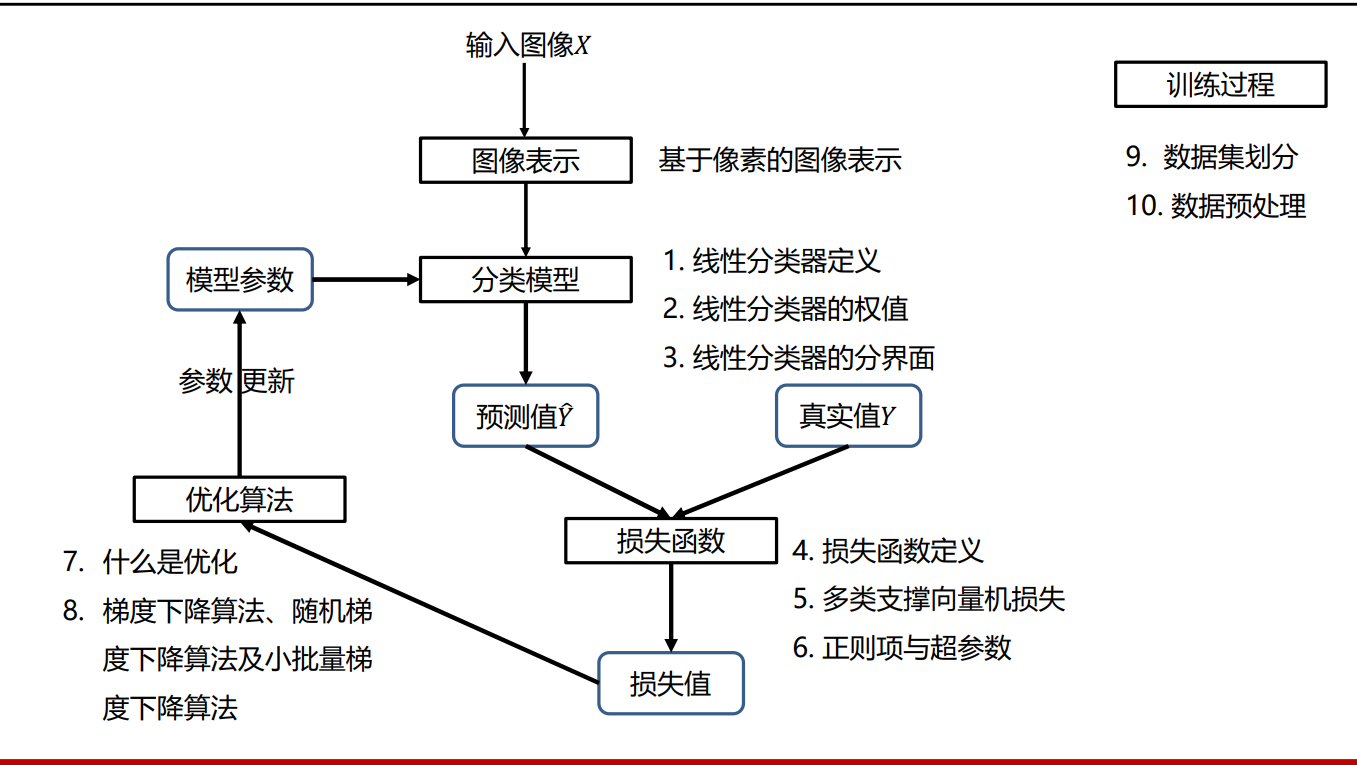 输入图像X
训练过程
图像表示
基于像素的图像表示
9. 数据集划分
10. 数据预处理
模型参数
分类模型
1. 线性分类器定义
2. 线性分类器的权值
3. 线性分类器的分界面
参数 更新
预测值Ŷ
真实值Y
优化算法
损失函数
4. 损失函数定义
5. 多类支撑向量机损失
6. 正则项与超参数
7. 什么是优化
8. 梯度下降算法、随机梯
度下降算法及小批量梯
度下降算法
损失值